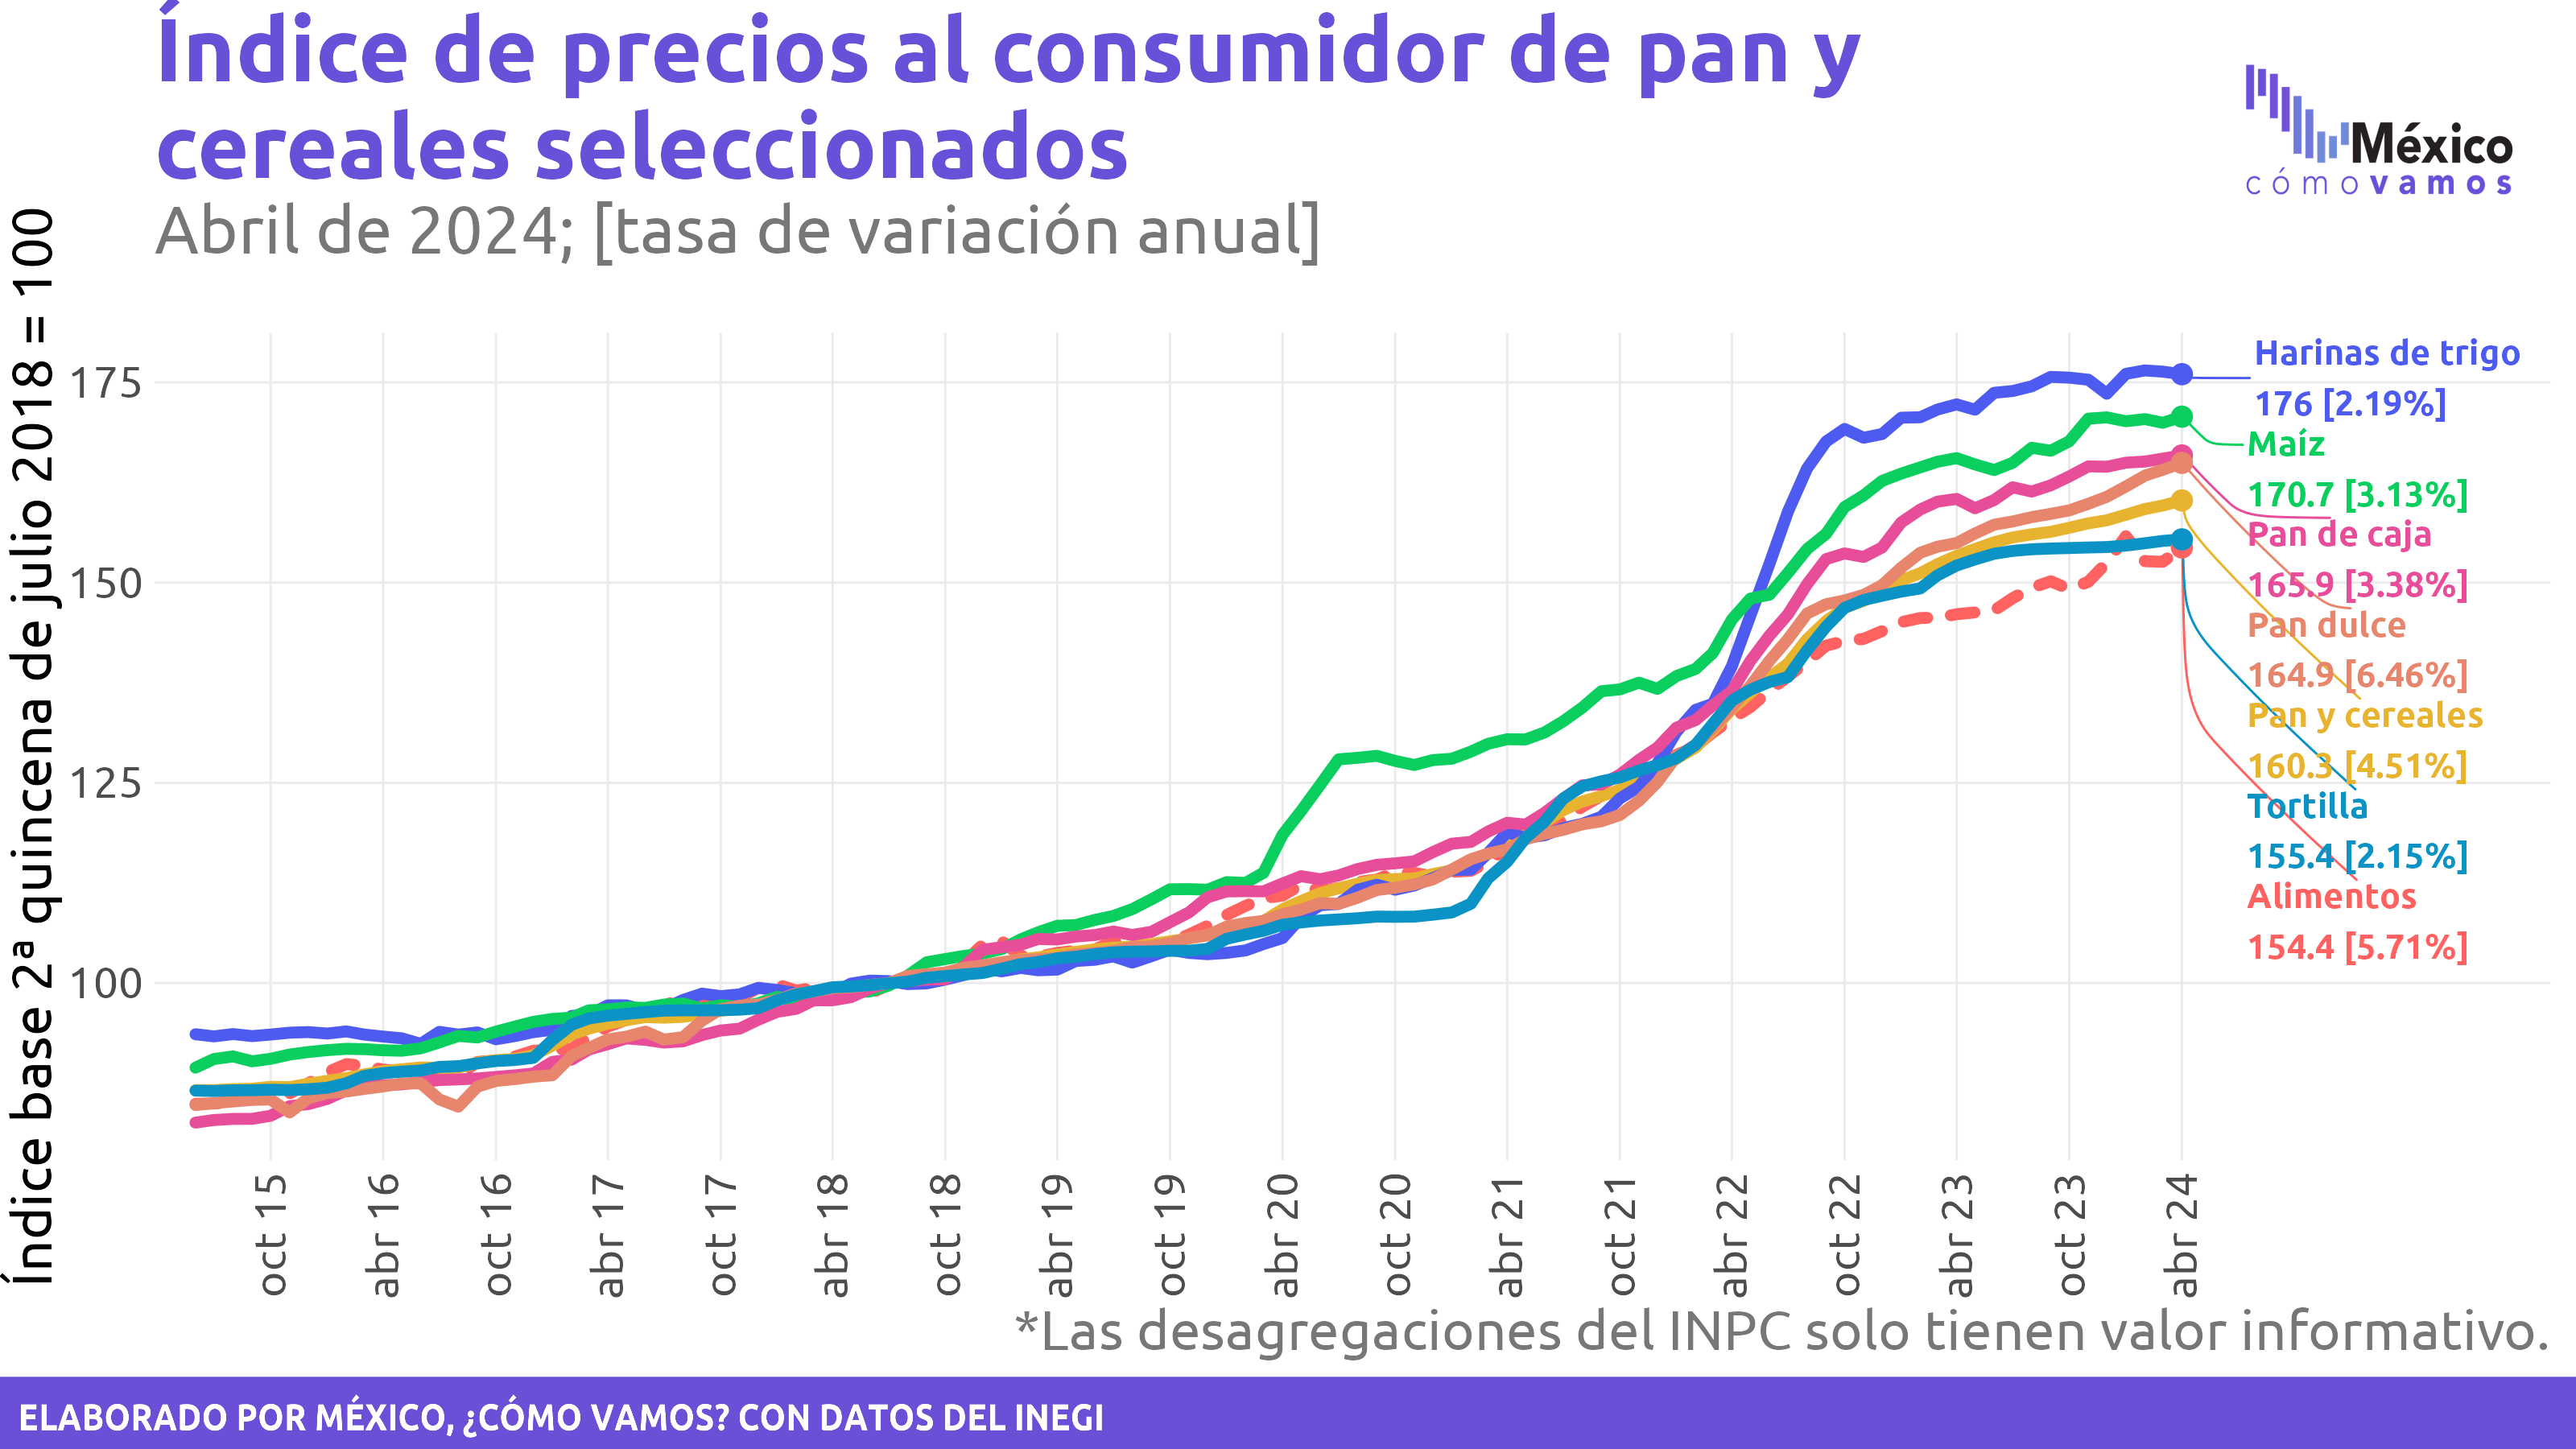 Índice de precios al consumidor de pan y
cereales seleccionados
Abril de 2024; [tasa de variación anual]
México
cómo vamos
Índice base 2ª quincena de julio 2018 = 100
175
150
125
100
Harinas de trigo
176 [2.19%]
Maíz
170.7 [3.13%]
Pan de caja
165.9 [3.38%]
Pan dulce
164.9 [6.46%]
Pan y cereales
160.3 [4.51%]
Tortilla
155.4 [2.15%]
Alimentos
154.4 [5.71%]
oct 15
abr 16
oct 16
abr 17
oct 17
abr 18
oct 18
abr 19
oct 19
abr 20
oct 20
abr 21
oct 21
abr 22
oct 22
abr 23
oct 23
abr 24
*Las desagregaciones del INPC solo tienen valor informativo.
ELABORADO POR MÉXICO, ¿CÓMO VAMOS? CON DATOS DEL INEGI